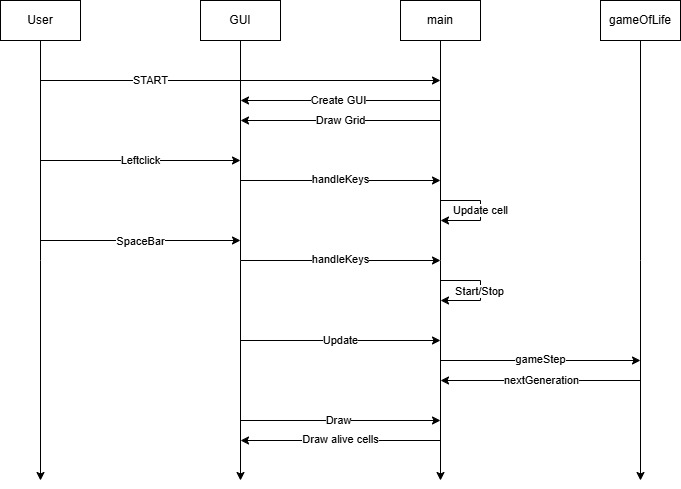 User
GUI
main
gameOfLife
START
Create GUI
Draw Grid
Leftclick
handleKeys
Update cell
SpaceBar
handleKeys
Start/Stop
Update
gameStep
nextGeneration
Draw
Draw alive cells